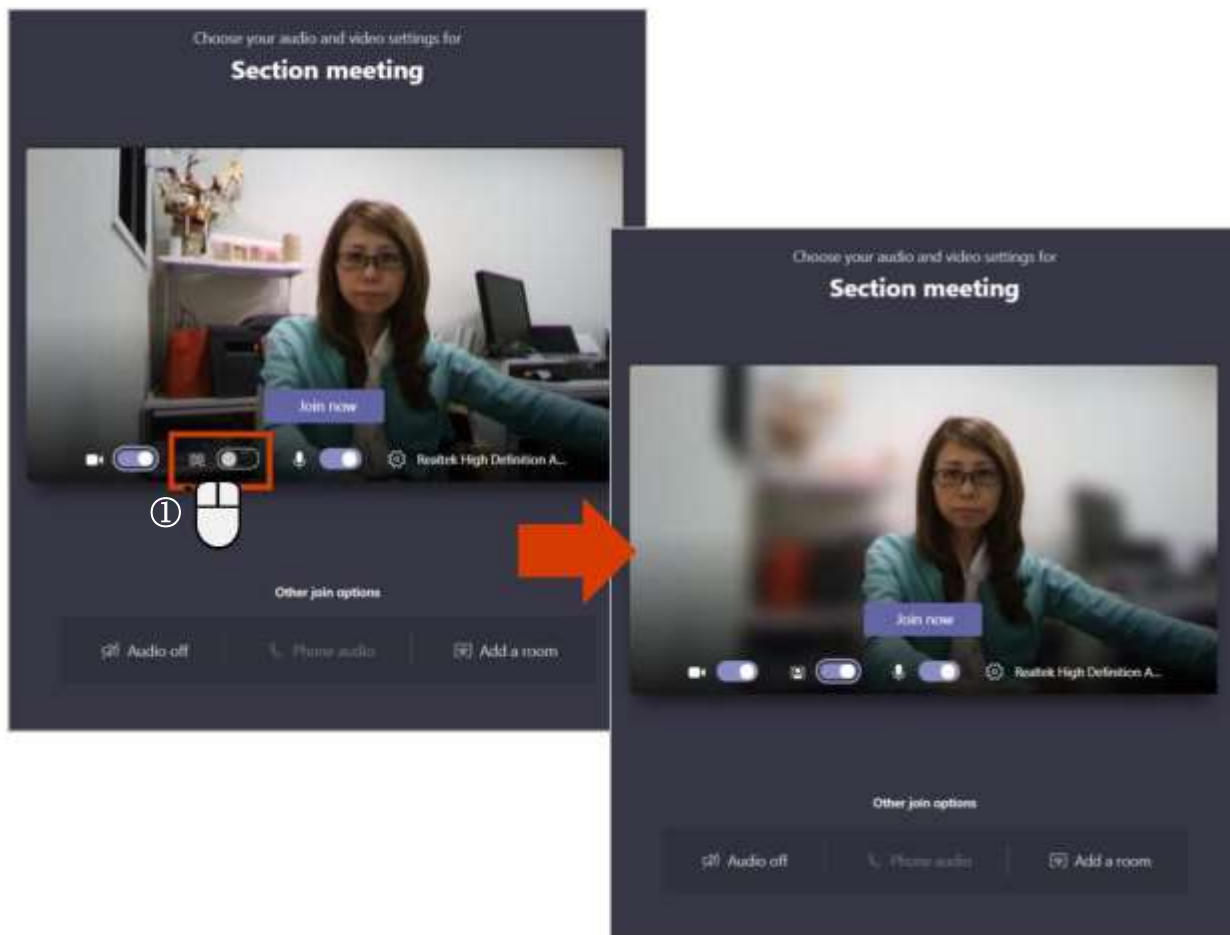 Choose your audio and video settings for
Section meeting
Join now
Realtek High Definition A...
①
Other join options
Audio off
Phone audio
Add a room
Choose your audio and video settings for
Section meeting
Join now
Realtek High Definition A...
Other join options
Audio off
Phone audio
Add a room